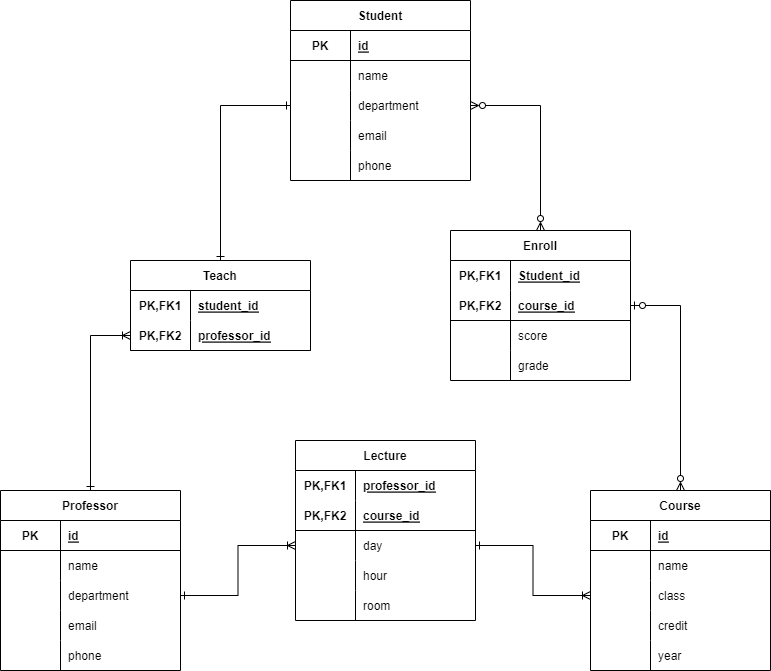 Student
PK id
name
department
email
phone
Teach
PK,FK1 student_id
PK,FK2 professor_id
Enroll
PK,FK1 Student_id
PK,FK2 course_id
score
grade
Lecture
PK,FK1 professor_id
PK,FK2 course_id
day
hour
room
Professor
PK id
name
department
email
phone
Course
PK id
name
class
credit
year